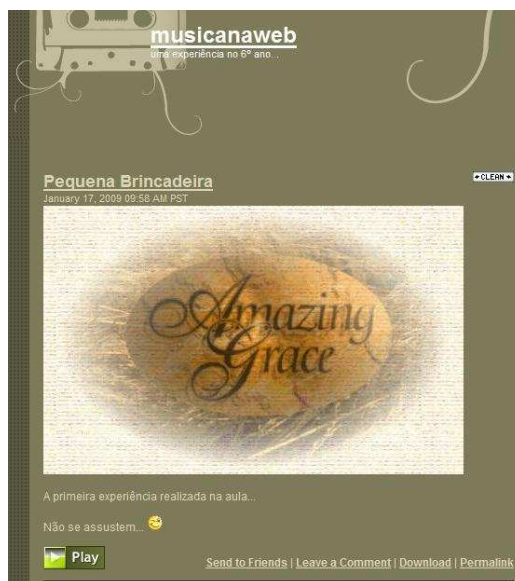 musicanaweb
uma experiência no 6º ano...
Pequena Brincadeira
CLEAN
January 17, 2009 09:58 AM PST
Amazing
Grace
A primeira experiência realizada na aula...
Não se assustem...
Play
Send to Friends | Leave a Comment | Download | Permalink